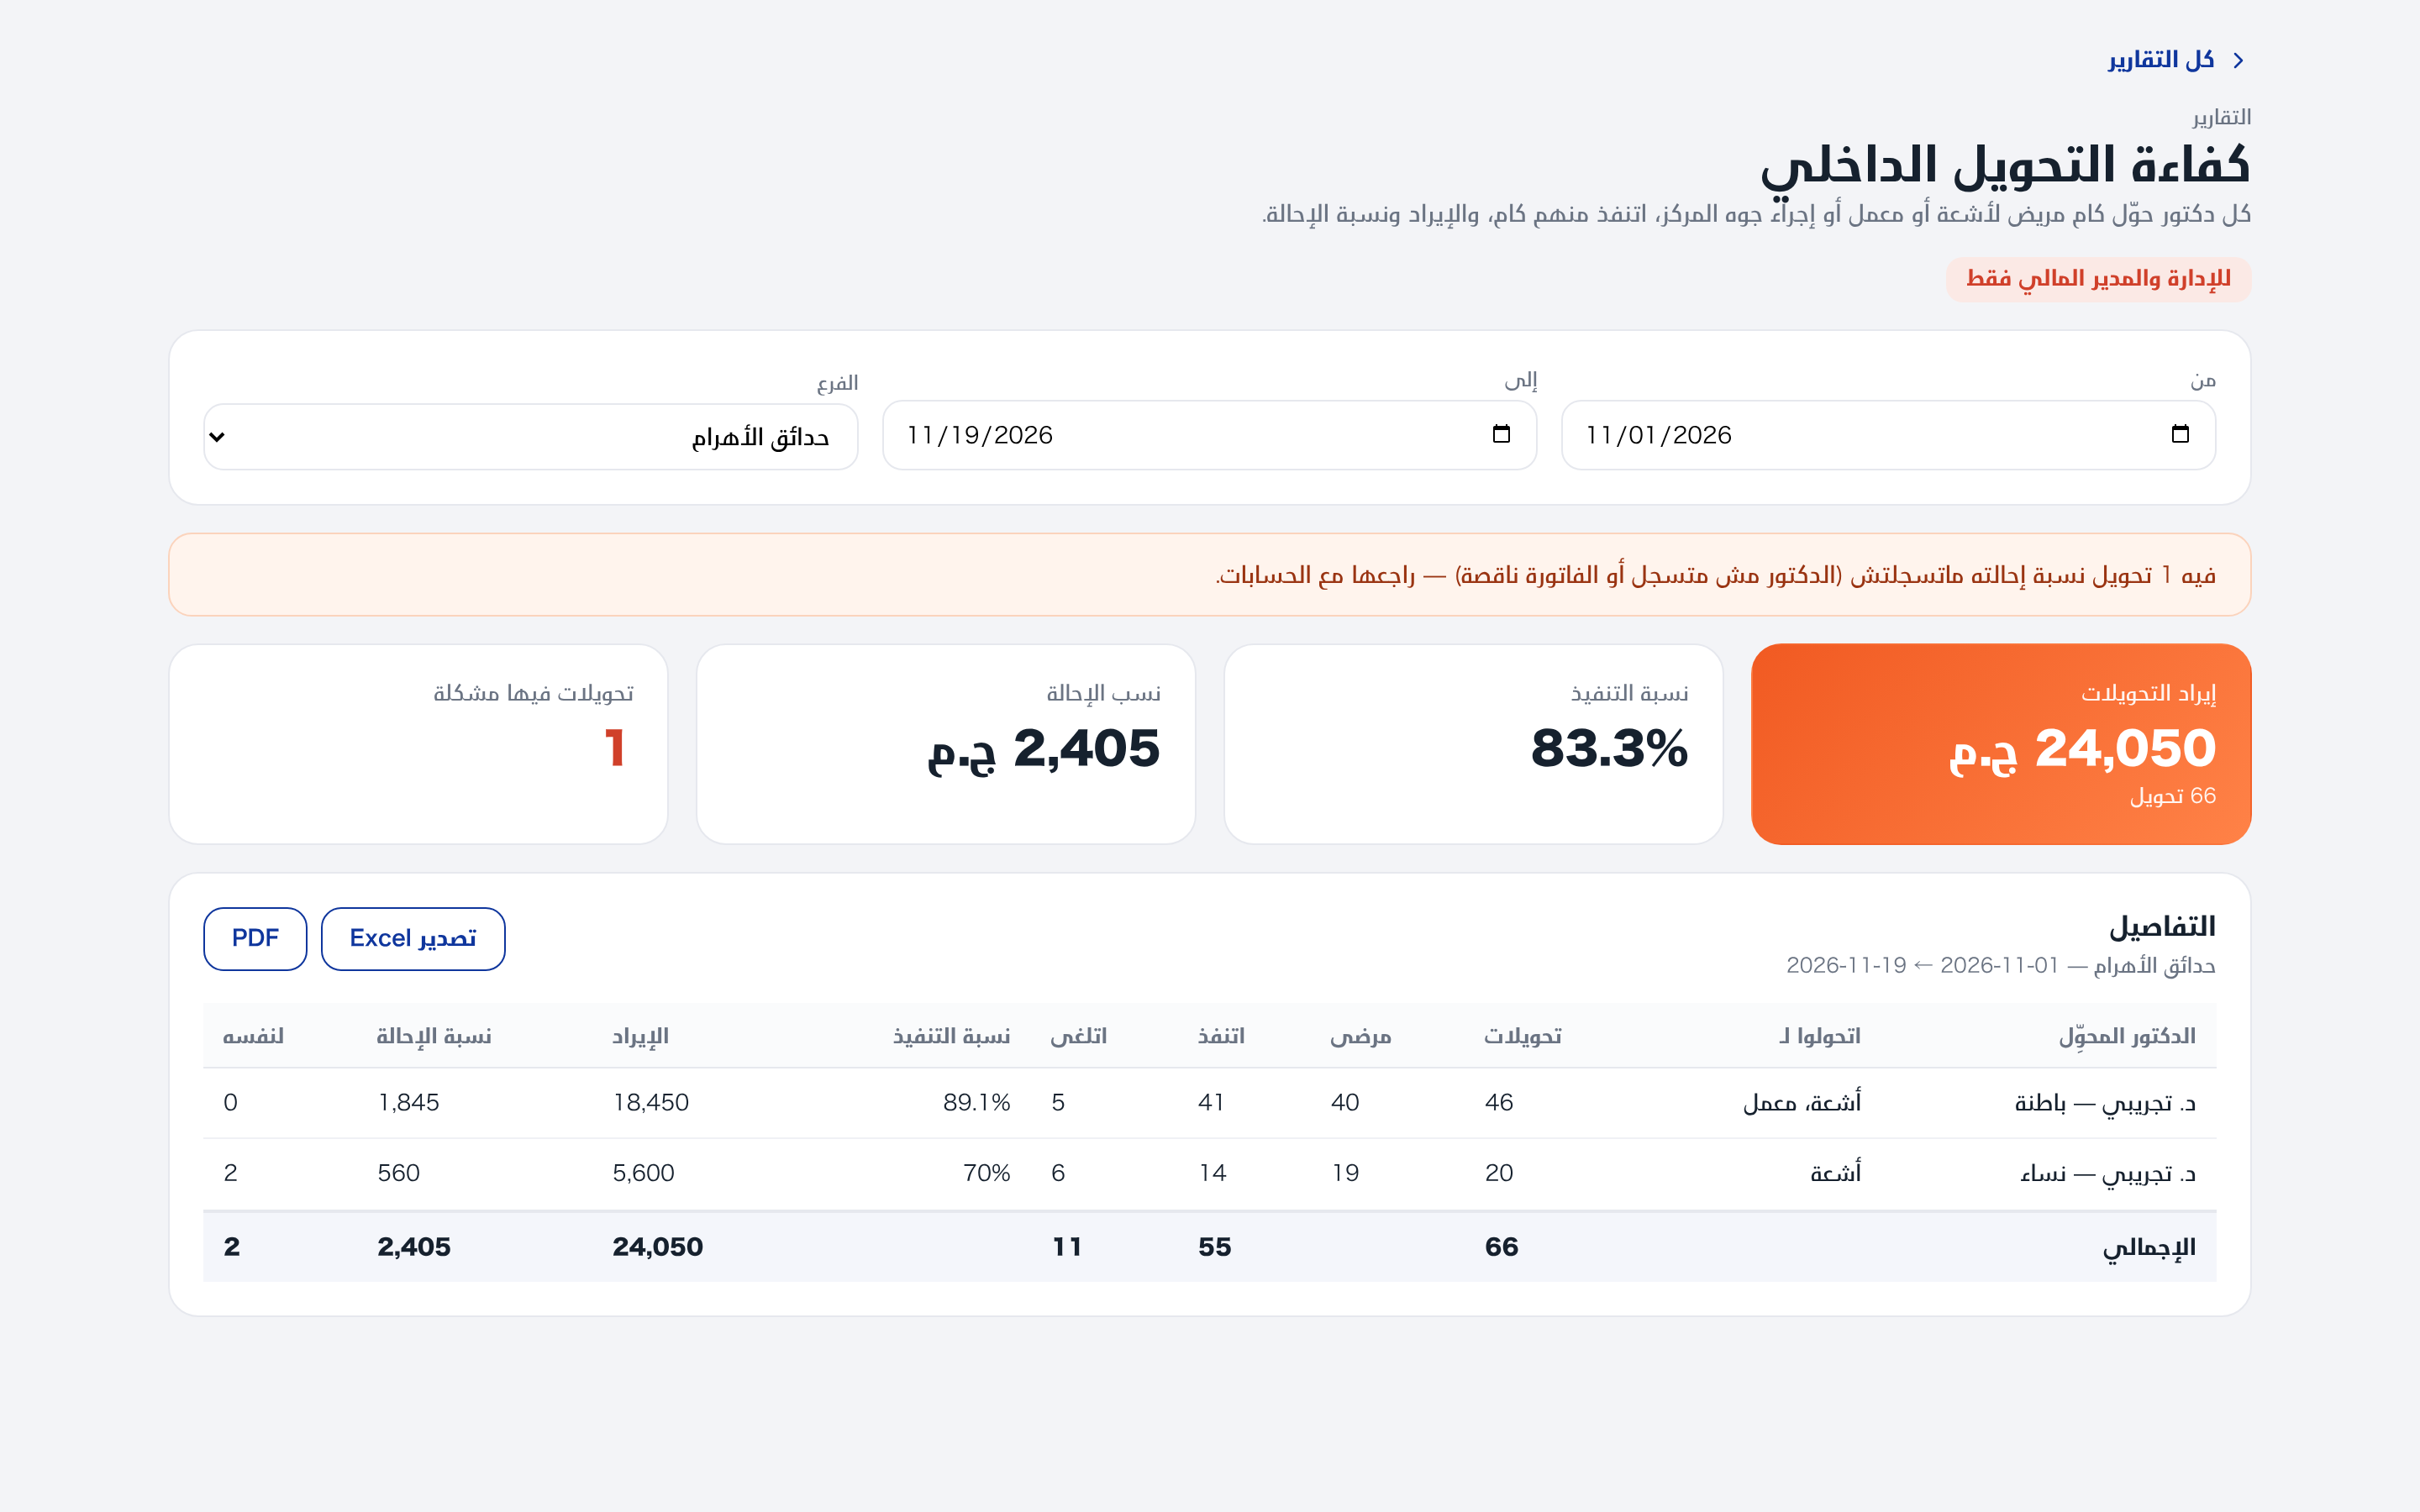 كل التقارير
التقارير
كفاءة التحويل الداخلي
كل دكتور حوّل كام مريض لأشعة أو معمل أو إجراء جوه المركز، اتنفذ منهم كام، والإيراد ونسبة الإحالة.
للإدارة والمدير المالي فقط
من إلى الفرع
11/01/2026 11/19/2026 حدائق الأهرام
فيه 1 تحويل نسبة إحالته ماتسجلتش (الدكتور مش متسجل أو الفاتورة ناقصة) — راجعها مع الحسابات.
إيراد التحويلات نسبة التنفيذ نسب الإحالة تحويلات فيها مشكلة
24,050 ج.م 83.3% 2,405 ج.م 1
66 تحويل
التفاصيل تصدير Excel PDF
حدائق الأهرام — 2026-11-01 ← 2026-11-19
الدكتور المحوِّل اتحولوا لـ تحويلات مرضى اتنفذ اتلغى نسبة التنفيذ الإيراد نسبة الإحالة لنفسه
د. تجريبي — باطنة أشعة، معمل 46 40 41 5 89.1% 18,450 1,845 0
د. تجريبي — نساء أشعة 20 19 14 6 70% 5,600 560 2
الإجمالي 66 55 11 24,050 2,405 2